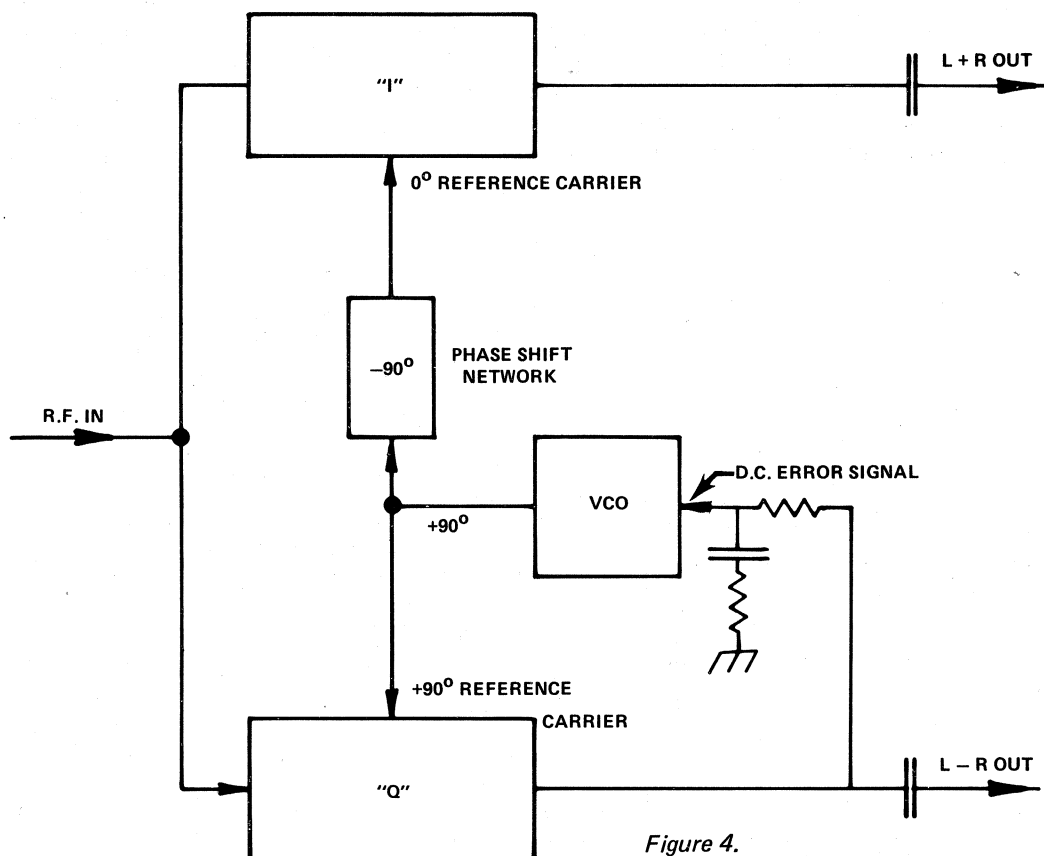 "I"
L + R OUT
0° REFERENCE CARRIER
–90°
PHASE SHIFT
NETWORK
R.F. IN
D.C. ERROR SIGNAL
VCO
+90°
+90° REFERENCE
CARRIER
"Q"
L – R OUT
Figure 4.